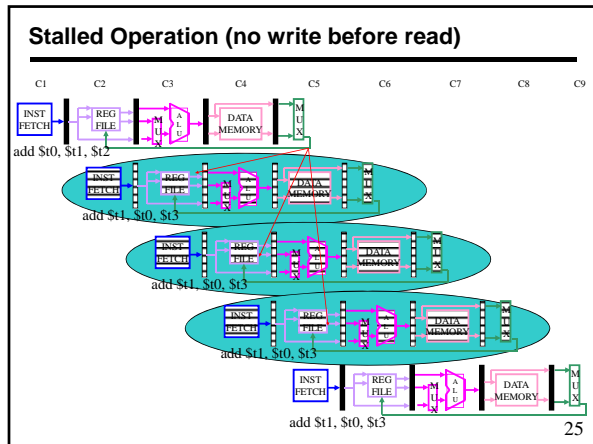 Stalled Operation (no write before read)
C1 C2 C3 C4 C5 C6 C7 C8 C9
INST FETCH
REG FILE
M U X
A L U
DATA MEMORY
M U X
add $t0, $t1, $t2
INST FETCH
REG FILE
M U X
A L U
DATA MEMORY
M U X
add $t1, $t0, $t3
INST FETCH
REG FILE
M U X
A L U
DATA MEMORY
M U X
add $t1, $t0, $t3
INST FETCH
REG FILE
M U X
A L U
DATA MEMORY
M U X
add $t1, $t0, $t3
INST FETCH
REG FILE
M U X
A L U
DATA MEMORY
M U X
add $t1, $t0, $t3
25